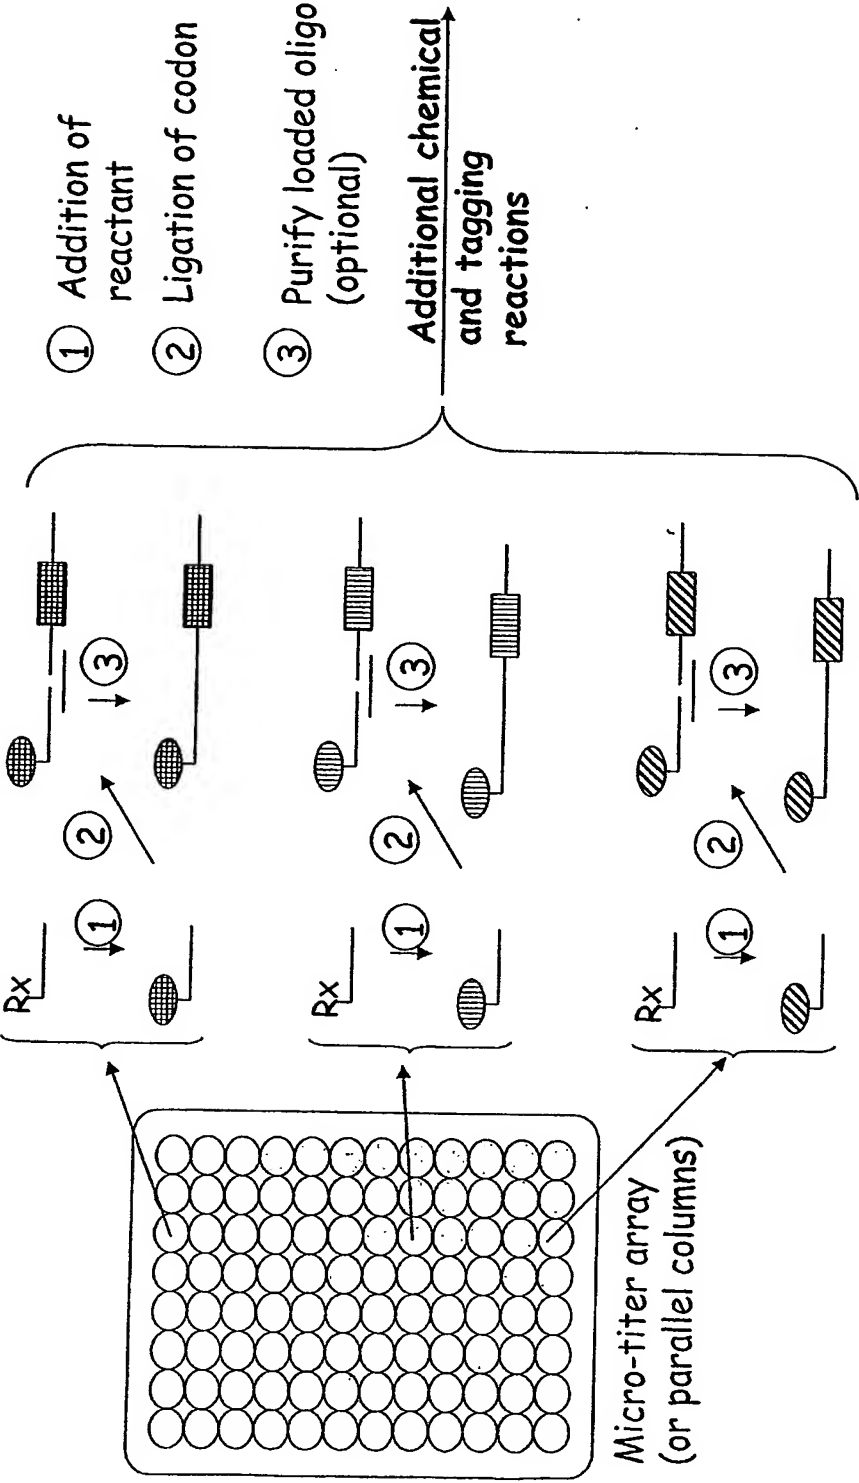 ① Addition of
reactant
② Ligation of codon
③ Purify loaded oligo
(optional)
Additional chemical
and tagging
reactions
Rx
①
②
③
Rx
①
②
③
Rx
①
②
③
Micro-titer array
(or parallel columns)